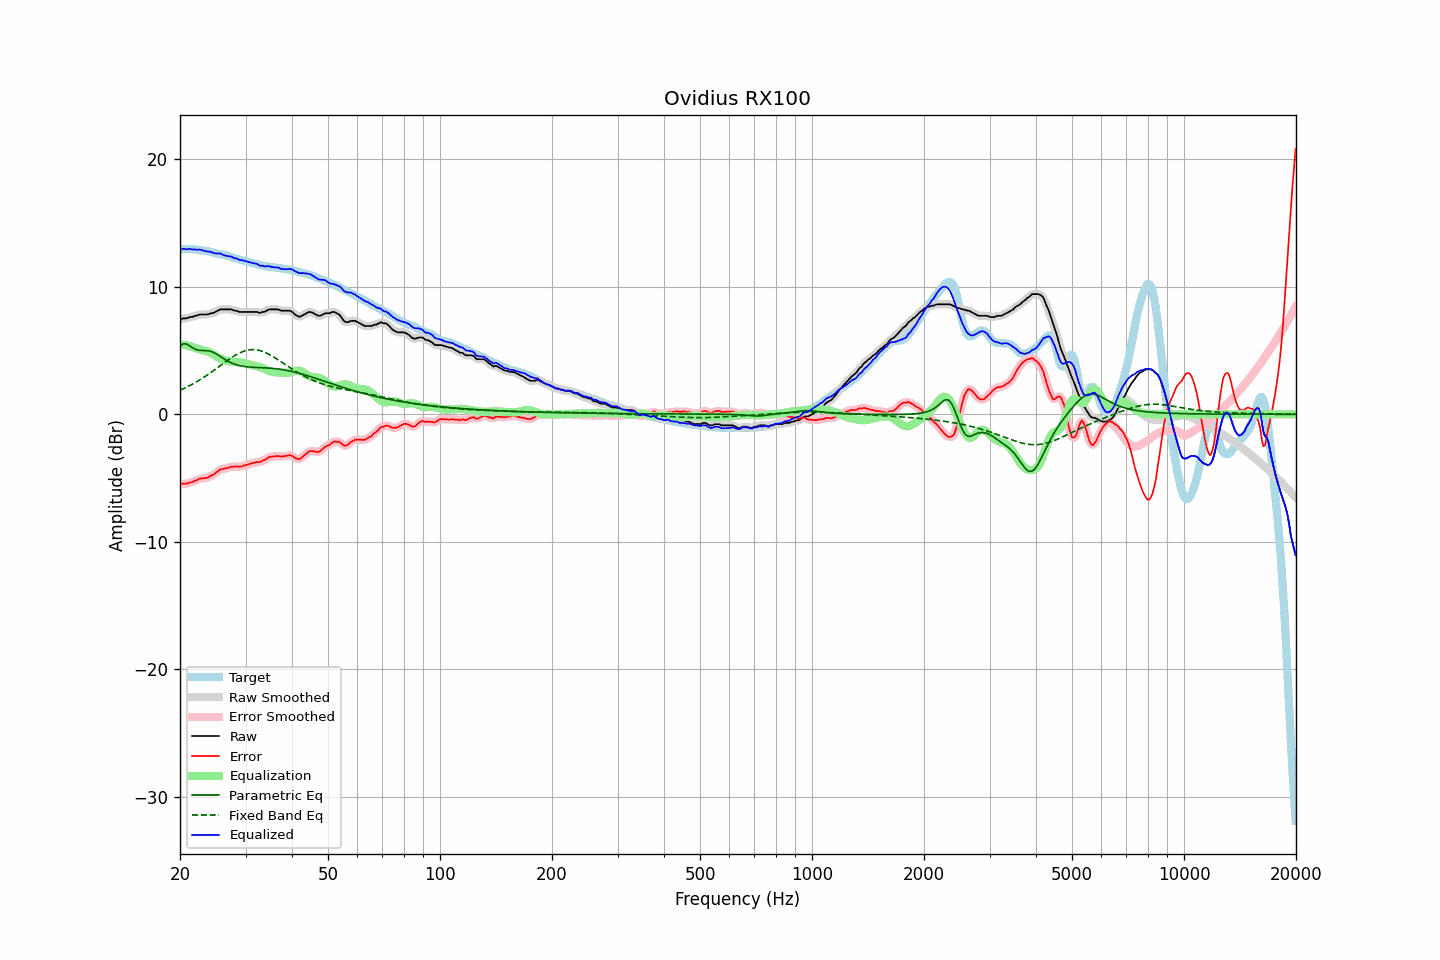 Ovidius RX100
20
10
0
−10
−20
−30
Amplitude (dBr)
Target
Raw Smoothed
Error Smoothed
Raw
Error
Equalization
Parametric Eq
Fixed Band Eq
Equalized
20 50 100 200 500 1000 2000 5000 10000 20000
Frequency (Hz)